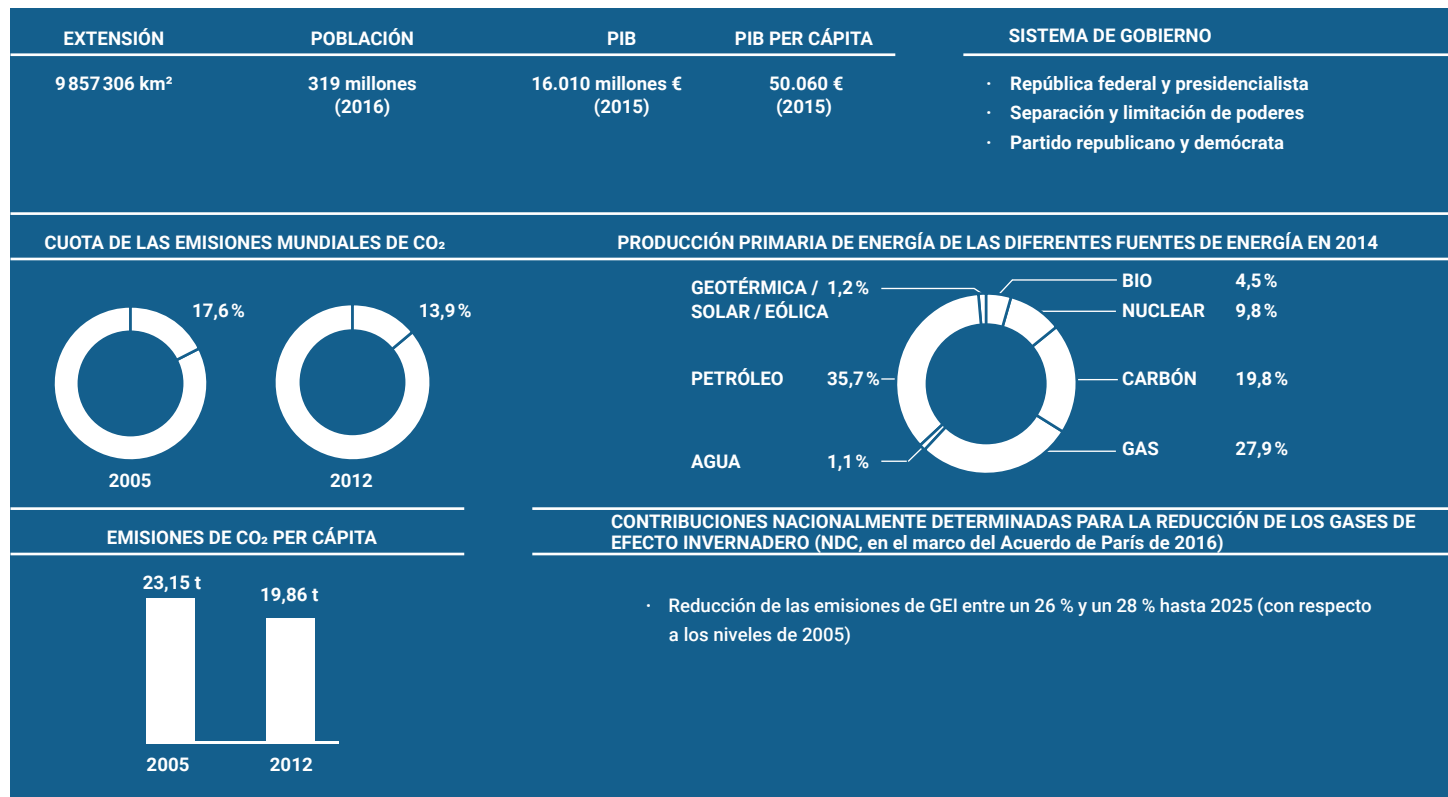 EXTENSIÓN
9 857 306 km²
POBLACIÓN
319 millones
(2016)
PIB
16.010 millones €
(2015)
PIB PER CÁPITA
50.060 €
(2015)
SISTEMA DE GOBIERNO
· República federal y presidencialista
· Separación y limitación de poderes
· Partido republicano y demócrata
CUOTA DE LAS EMISIONES MUNDIALES DE CO₂
17,6 %
2005
13,9 %
2012
PRODUCCIÓN PRIMARIA DE ENERGÍA DE LAS DIFERENTES FUENTES DE ENERGÍA EN 2014
GEOTÉRMICA / 1,2 %
SOLAR / EÓLICA
PETRÓLEO 35,7 %
AGUA 1,1 %
BIO 4,5 %
NUCLEAR 9,8 %
CARBÓN 19,8 %
GAS 27,9 %
EMISIONES DE CO₂ PER CÁPITA
23,15 t
19,86 t
2005
2012
CONTRIBUCIONES NACIONALMENTE DETERMINADAS PARA LA REDUCCIÓN DE LOS GASES DE
EFECTO INVERNADERO (NDC, en el marco del Acuerdo de París de 2016)
· Reducción de las emisiones de GEI entre un 26 % y un 28 % hasta 2025 (con respecto
a los niveles de 2005)